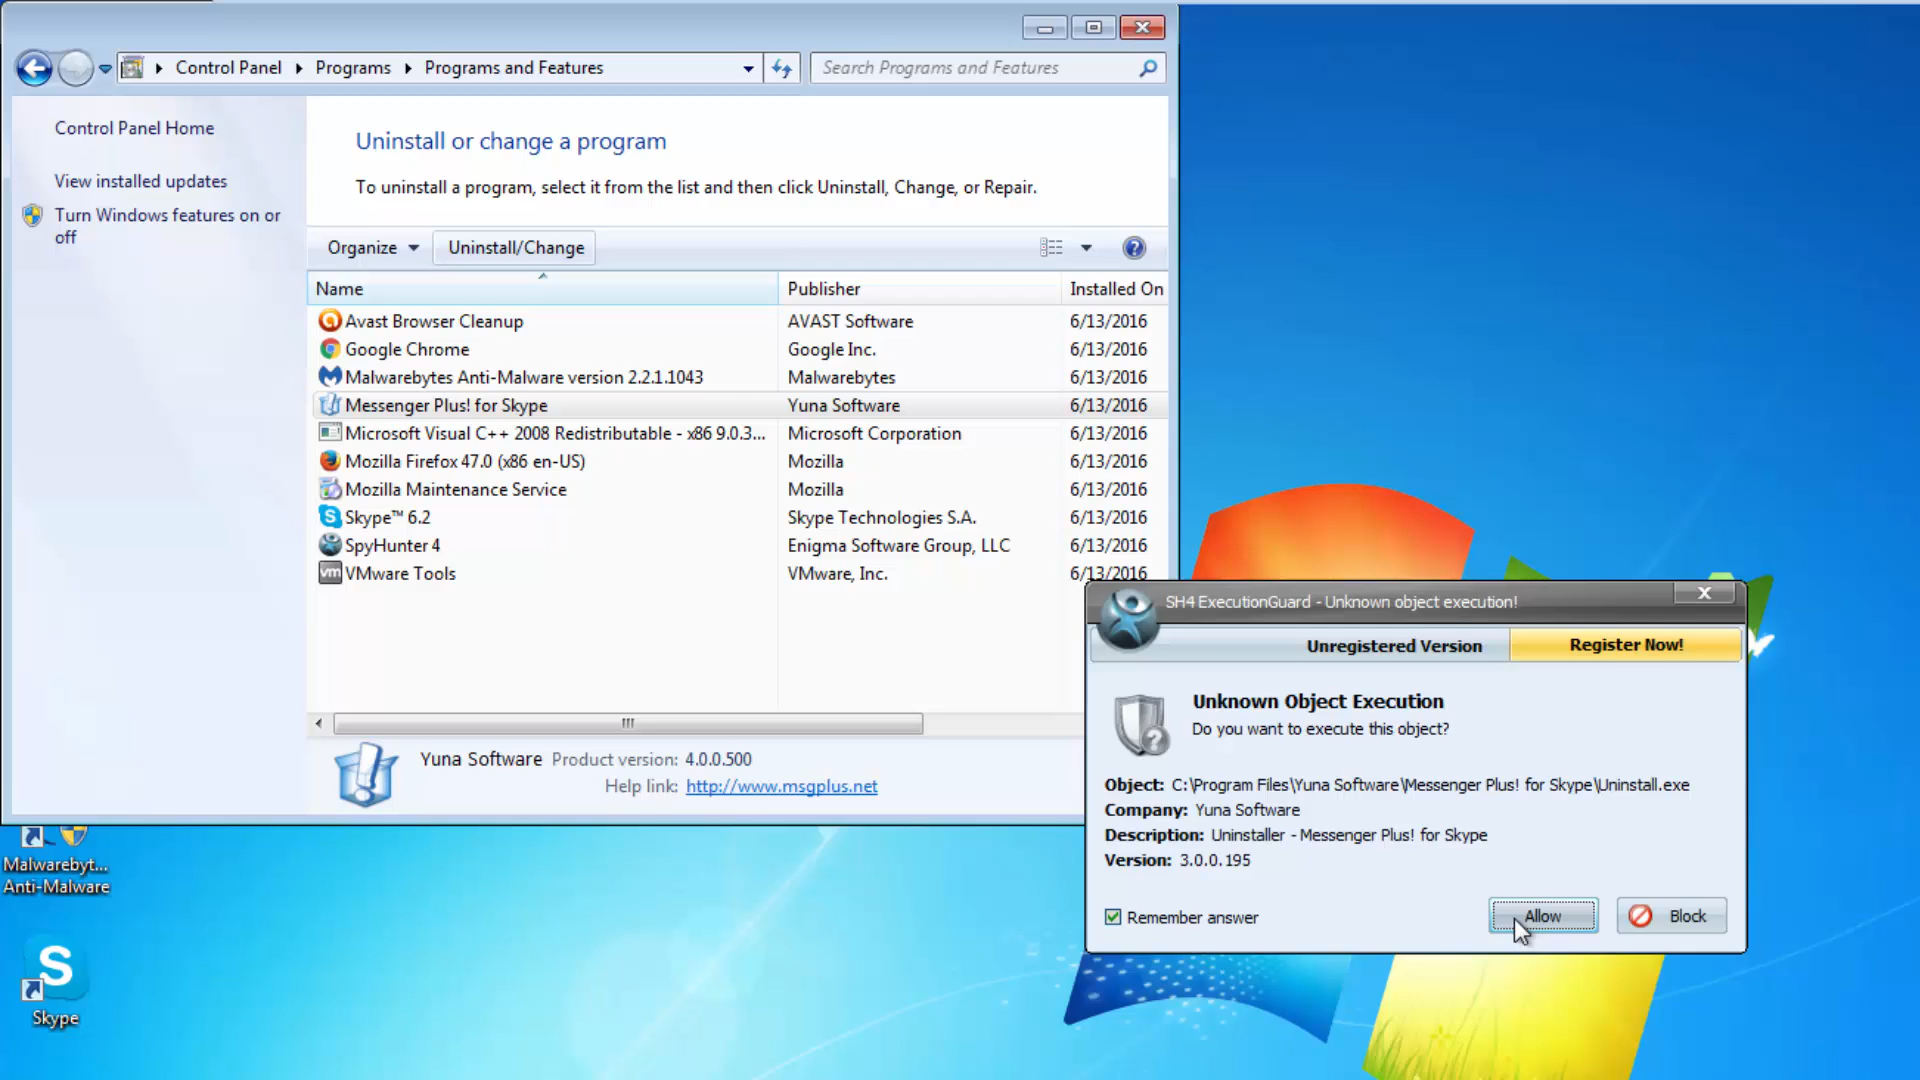 Control Panel Programs Programs and Features
Search Programs and Features
Control Panel Home
View installed updates
Turn Windows features on or
off
Uninstall or change a program
To uninstall a program, select it from the list and then click Uninstall, Change, or Repair.
Organize Uninstall/Change
Name Publisher Installed On
Avast Browser Cleanup AVAST Software 6/13/2016
Google Chrome Google Inc. 6/13/2016
Malwarebytes Anti-Malware version 2.2.1.1043 Malwarebytes 6/13/2016
Messenger Plus! for Skype Yuna Software 6/13/2016
Microsoft Visual C++ 2008 Redistributable - x86 9.0.3... Microsoft Corporation 6/13/2016
Mozilla Firefox 47.0 (x86 en-US) Mozilla 6/13/2016
Mozilla Maintenance Service Mozilla 6/13/2016
Skype™ 6.2 Skype Technologies S.A. 6/13/2016
SpyHunter 4 Enigma Software Group, LLC 6/13/2016
vm VMware Tools VMware, Inc. 6/13/2016
Yuna Software Product version: 4.0.0.500
Help link: http://www.msgplus.net
SH4 ExecutionGuard - Unknown object execution!
Unregistered Version Register Now!
Unknown Object Execution
Do you want to execute this object?
Object: C:\Program Files\Yuna Software\Messenger Plus! for Skype\Uninstall.exe
Company: Yuna Software
Description: Uninstaller - Messenger Plus! for Skype
Version: 3.0.0.195
Remember answer Allow Block
Malwarebyt...
Anti-Malware
Skype